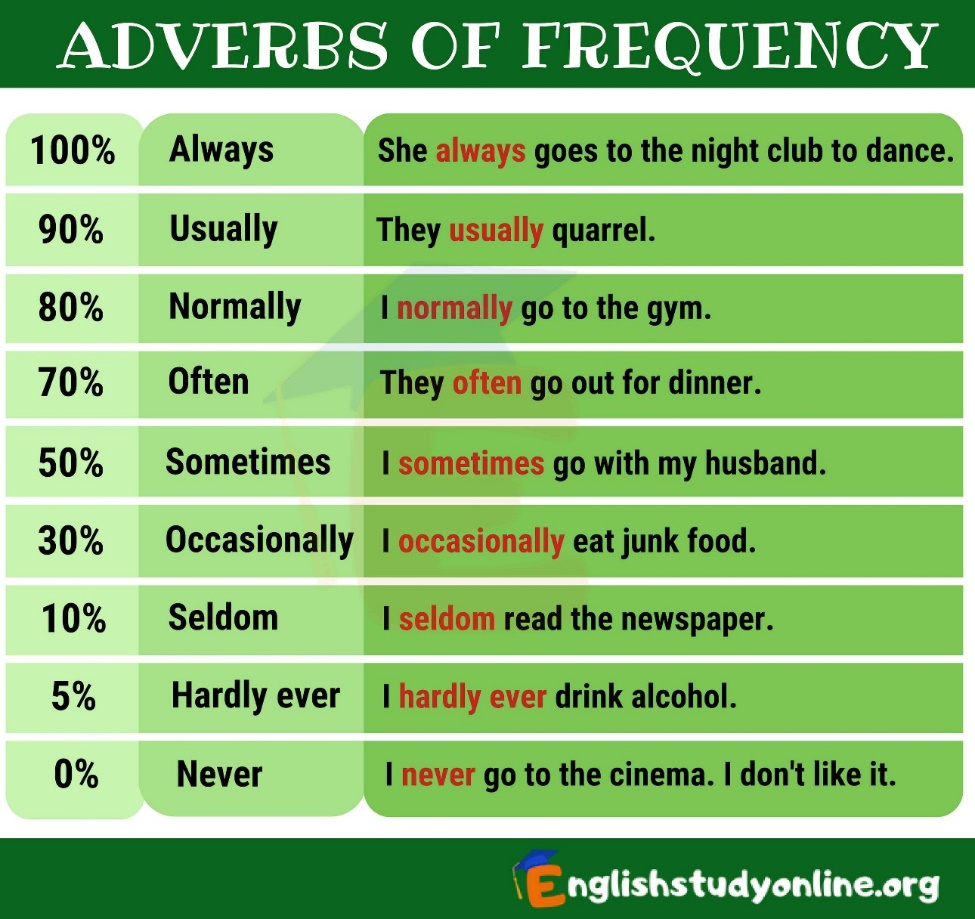 ADVERBS OF FREQUENCY
100% Always She always goes to the night club to dance.
90% Usually They usually quarrel.
80% Normally I normally go to the gym.
70% Often They often go out for dinner.
50% Sometimes I sometimes go with my husband.
30% Occasionally I occasionally eat junk food.
10% Seldom I seldom read the newspaper.
5% Hardly ever I hardly ever drink alcohol.
0% Never I never go to the cinema. I don't like it.
Englishstudyonline.org